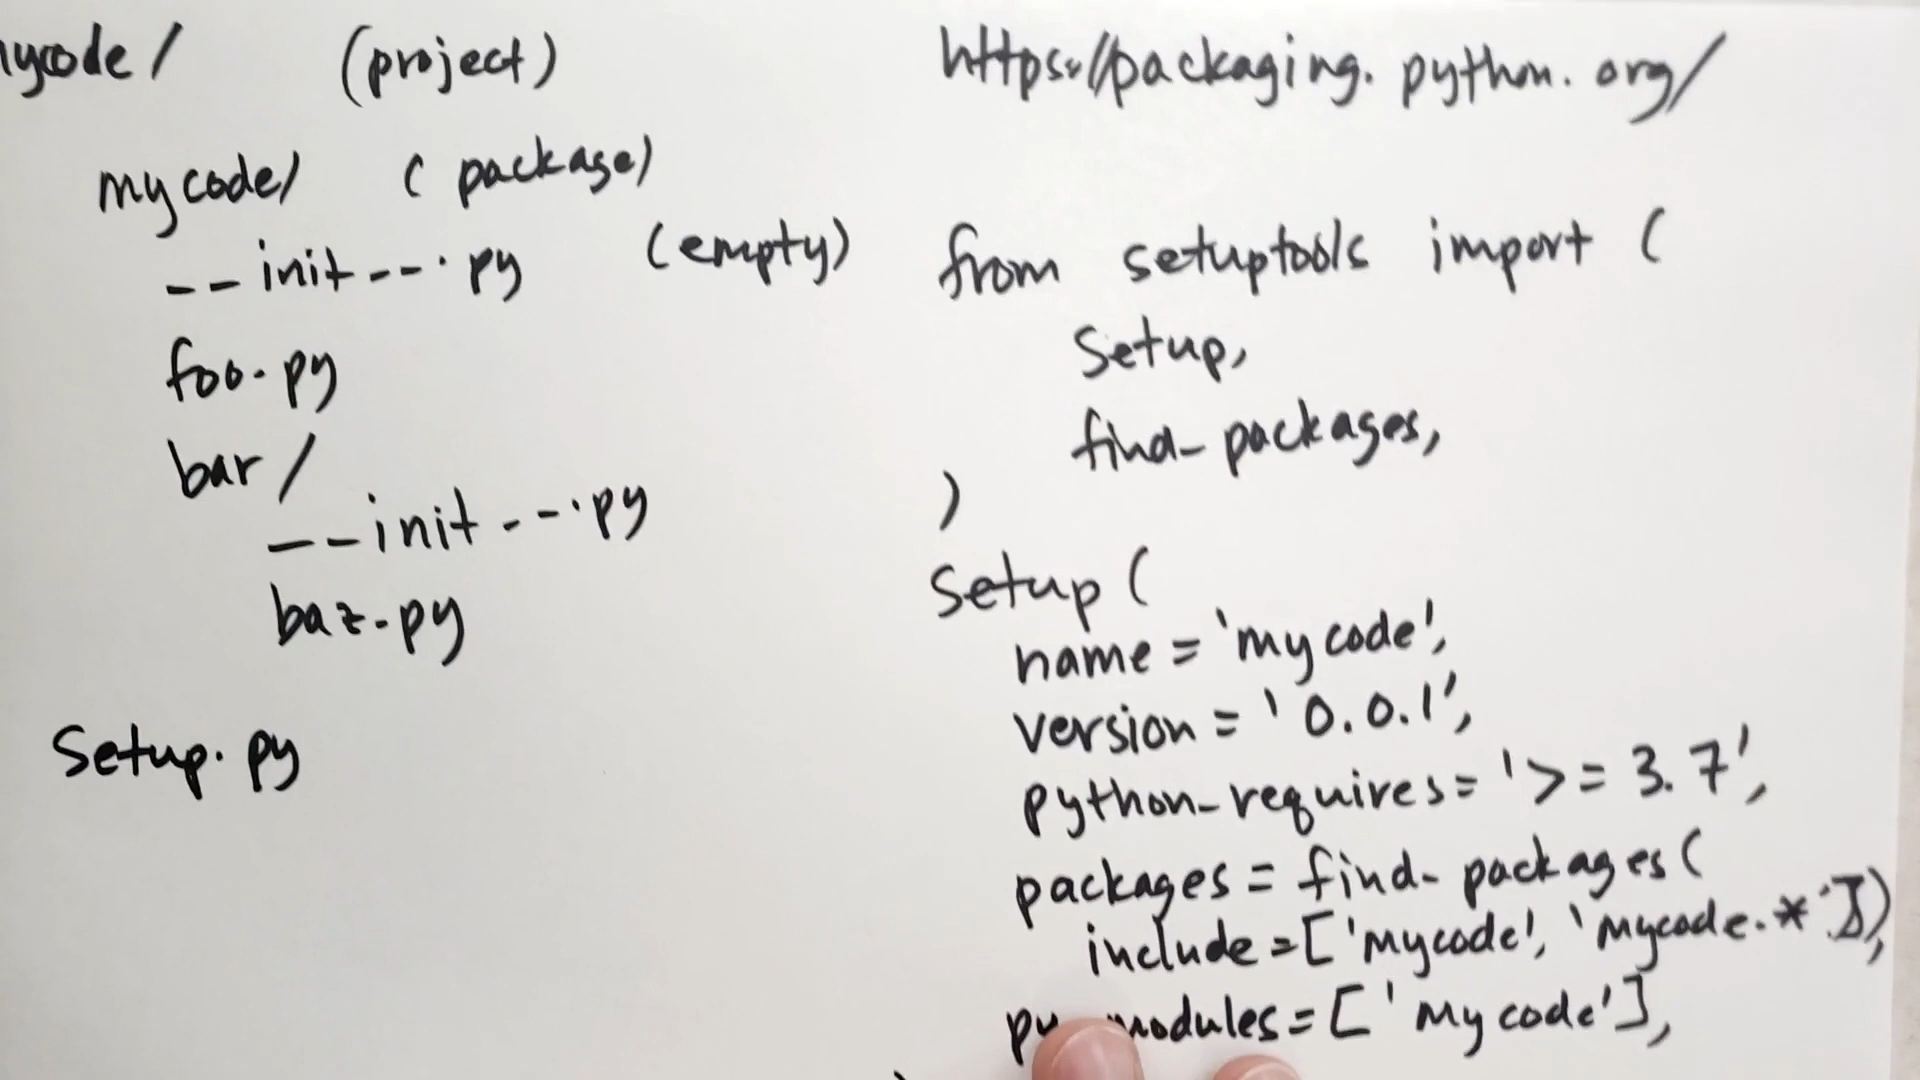 mycode/ (project)
mycode/ (package)
__init__.py (empty)
foo.py
bar/
__init__.py
baz.py
Setup.py
https://packaging.python.org/
from setuptools import (
Setup,
find_packages,
)
Setup(
name = 'mycode',
version = '0.0.1',
python_requires = '>= 3.7',
packages = find_packages(
include = ['mycode', 'mycode.*']),
py modules = ['mycode'],
)